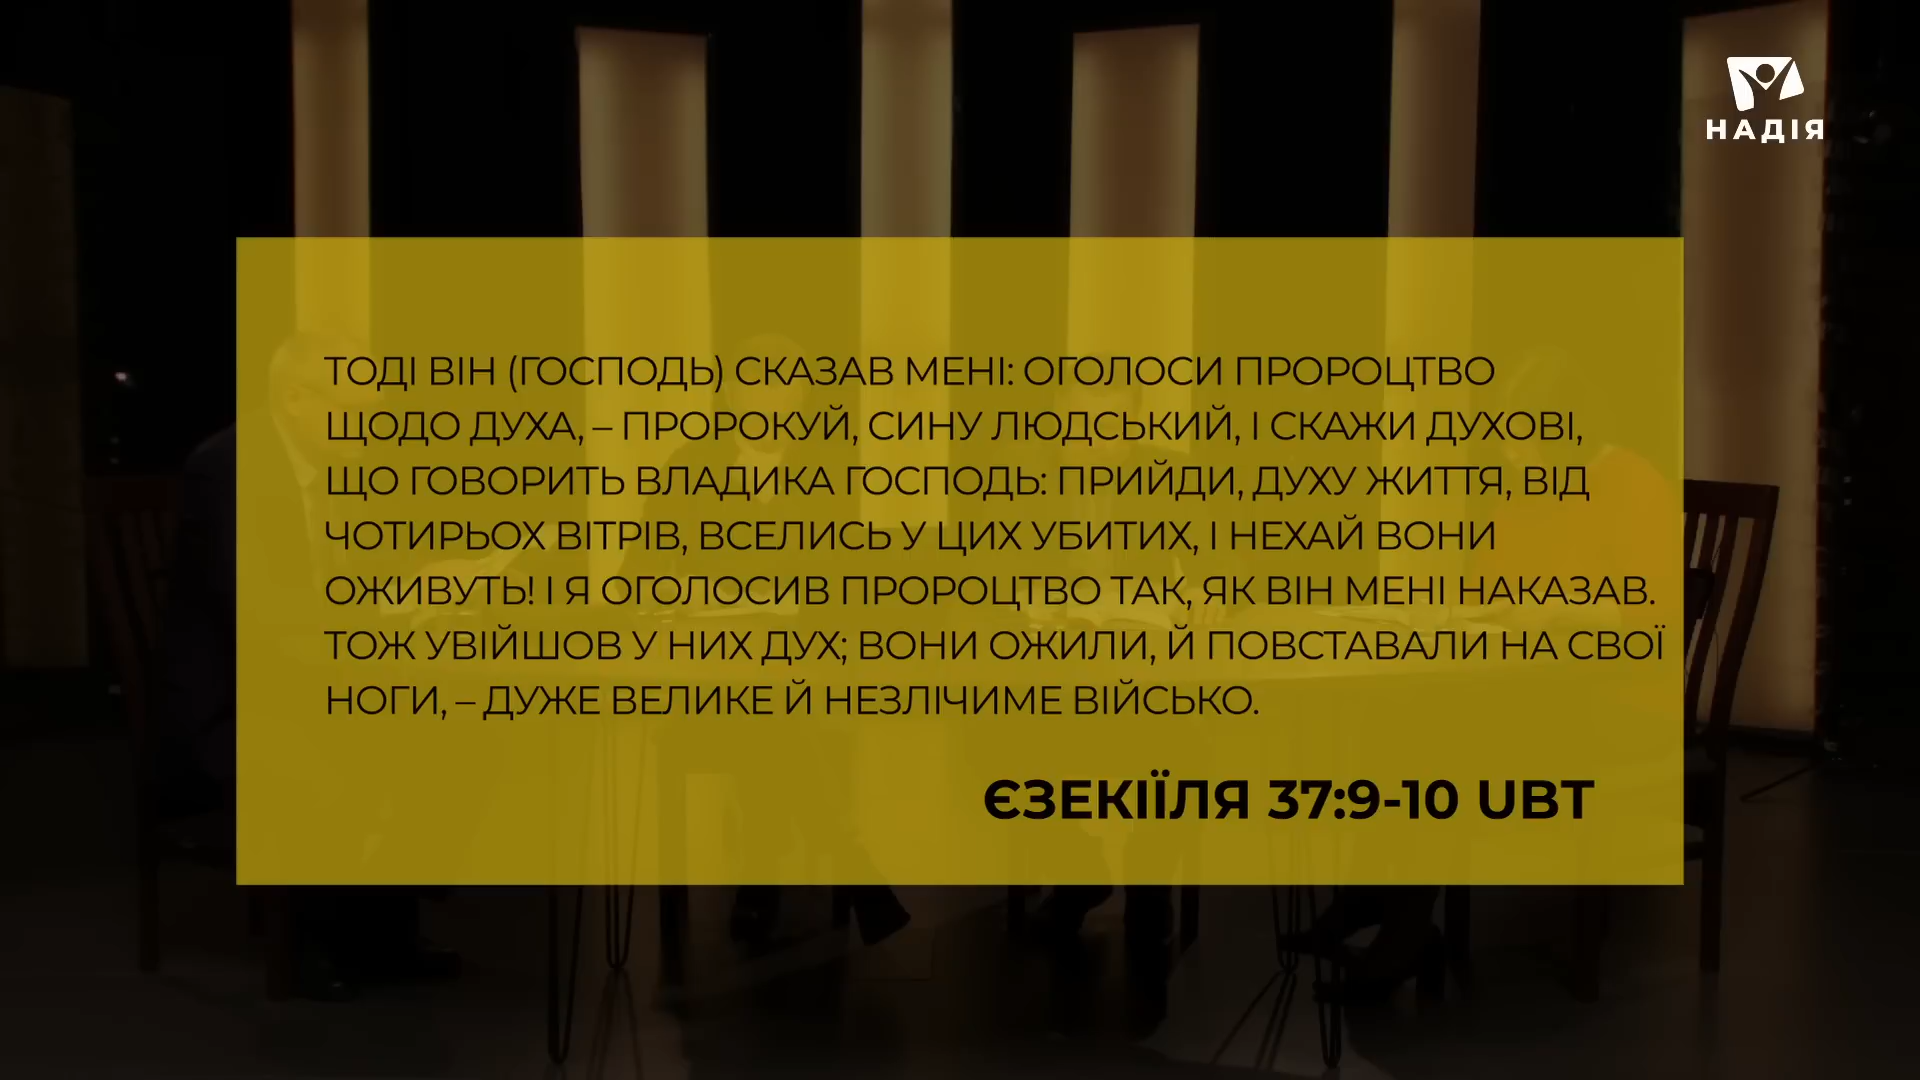 НАДІЯ
ТОДІ ВІН (ГОСПОДЬ) СКАЗАВ МЕНІ: ОГОЛОСИ ПРОРОЦТВО
ЩОДО ДУХА, – ПРОРОКУЙ, СИНУ ЛЮДСЬКИЙ, І СКАЖИ ДУХОВІ,
ЩО ГОВОРИТЬ ВЛАДИКА ГОСПОДЬ: ПРИЙДИ, ДУХУ ЖИТТЯ, ВІД
ЧОТИРЬОХ ВІТРІВ, ВСЕЛИСЬ У ЦИХ УБИТИХ, І НЕХАЙ ВОНИ
ОЖИВУТЬ! І Я ОГОЛОСИВ ПРОРОЦТВО ТАК, ЯК ВІН МЕНІ НАКАЗАВ.
ТОЖ УВІЙШОВ У НИХ ДУХ; ВОНИ ОЖИЛИ, Й ПОВСТАВАЛИ НА СВОЇ
НОГИ, – ДУЖЕ ВЕЛИКЕ Й НЕЗЛІЧИМЕ ВІЙСЬКО.
ЄЗЕКІЇЛЯ 37:9-10 UBT